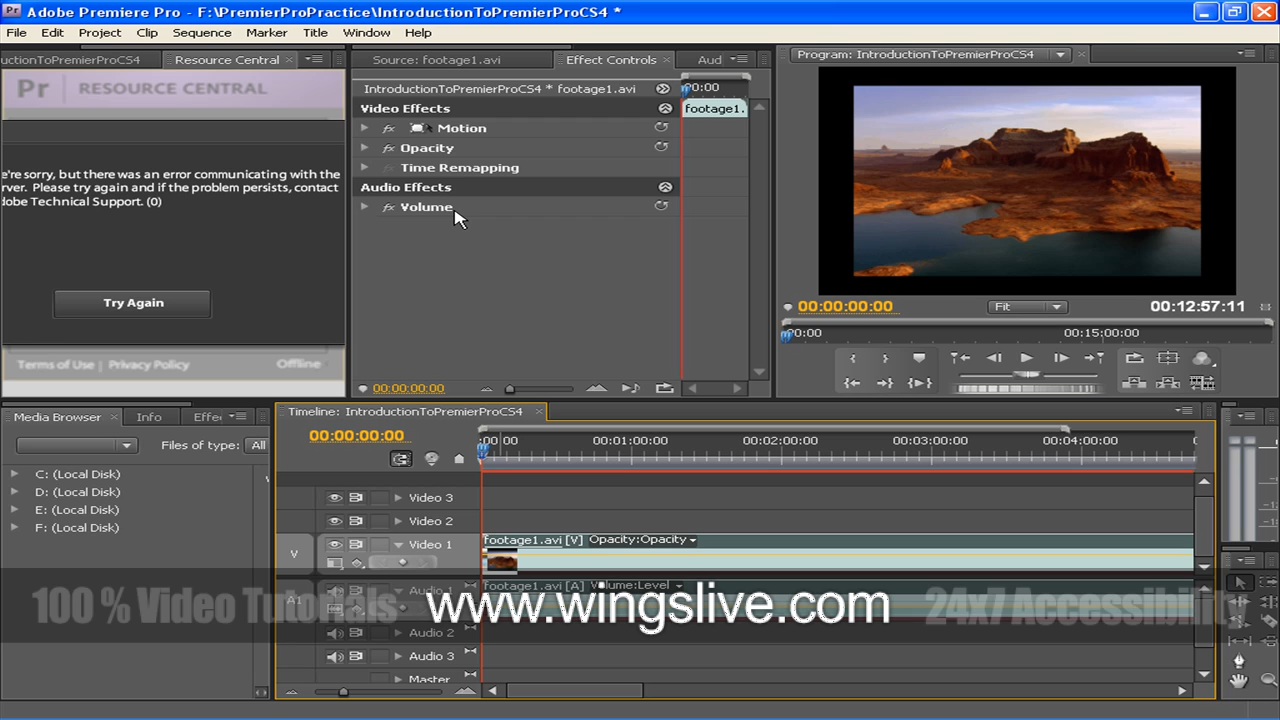 Adobe Premiere Pro - F:\PremierProPractice\IntroductionToPremierProCS4 *
File Edit Project Clip Sequence Marker Title Window Help
uctionToPremierProCS4 Resource Central
Pr RESOURCE CENTRAL
e're sorry, but there was an error communicating with the
rver. Please try again and if the problem persists, contact
dobe Technical Support. (0)
Try Again
Terms of Use | Privacy Policy Offline
Source: footage1.avi Effect Controls Aud
IntroductionToPremierProCS4 * footage1.avi 00:00
Video Effects footage1.
fx Motion
fx Opacity
Time Remapping
Audio Effects
fx Volume
00:00:00:00
Program: IntroductionToPremierProCS4
00:00:00:00 Fit 00:12:57:11
00:00 00:15:00:00
Media Browser Info Effe
Files of type: All
C: (Local Disk)
D: (Local Disk)
E: (Local Disk)
F: (Local Disk)
Timeline: IntroductionToPremierProCS4
00:00:00:00 :00:00 00:01:00:00 00:02:00:00 00:03:00:00 00:04:00:00
Video 3
Video 2
V Video 1 footage1.avi [V] Opacity:Opacity
A1 Audio 1 footage1.avi [A] Volume:Level
100 % Video Tutorials www.wingslive.com 24x7 Accessibility
Audio 2
Audio 3
Master